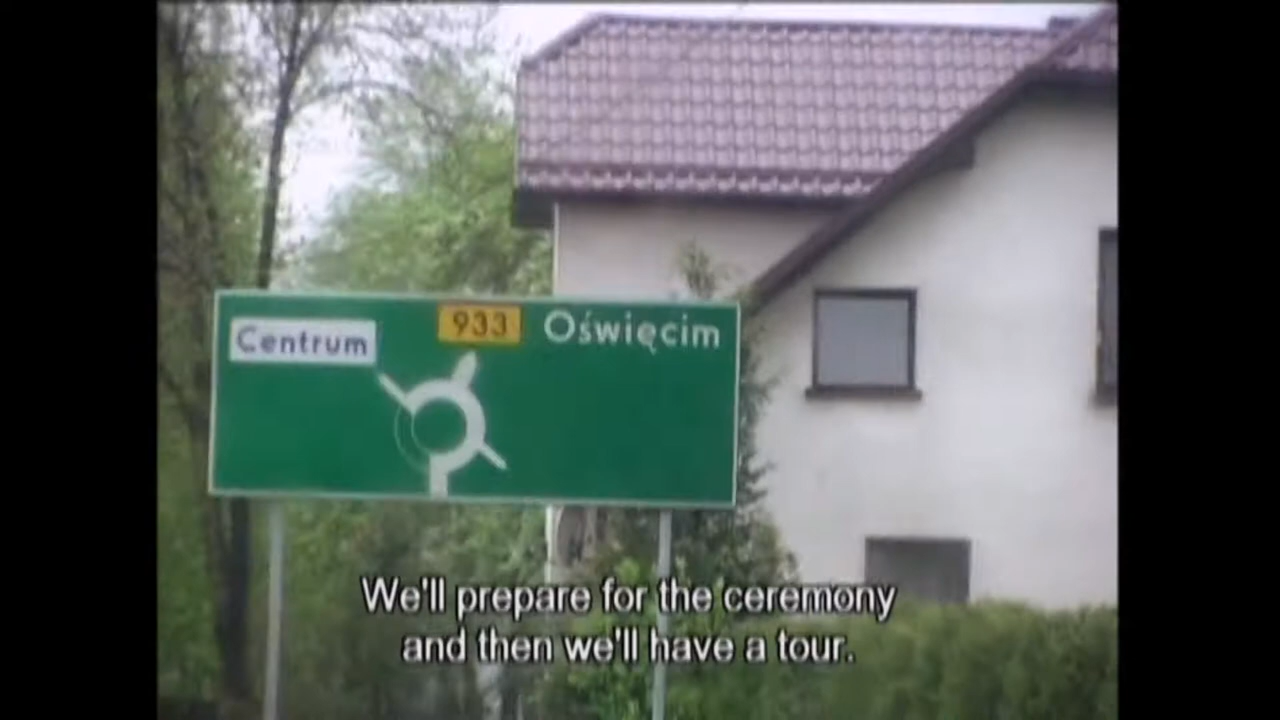 Centrum
933 Oświęcim
We'll prepare for the ceremony
and then we'll have a tour.